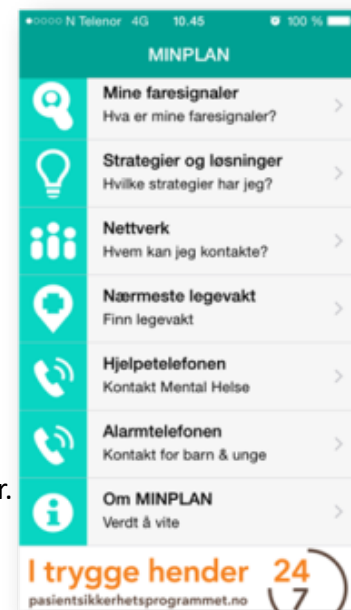 N Telenor 4G 10.45 100 %
MINPLAN
Mine faresignaler
Hva er mine faresignaler?
Strategier og løsninger
Hvilke strategier har jeg?
Nettverk
Hvem kan jeg kontakte?
Nærmeste legevakt
Finn legevakt
Hjelpetelefonen
Kontakt Mental Helse
Alarmtelefonen
Kontakt for barn & unge
r.
Om MINPLAN
Verdt å vite
I trygge hender 24
7
pasientsikkerhetsprogrammet.no